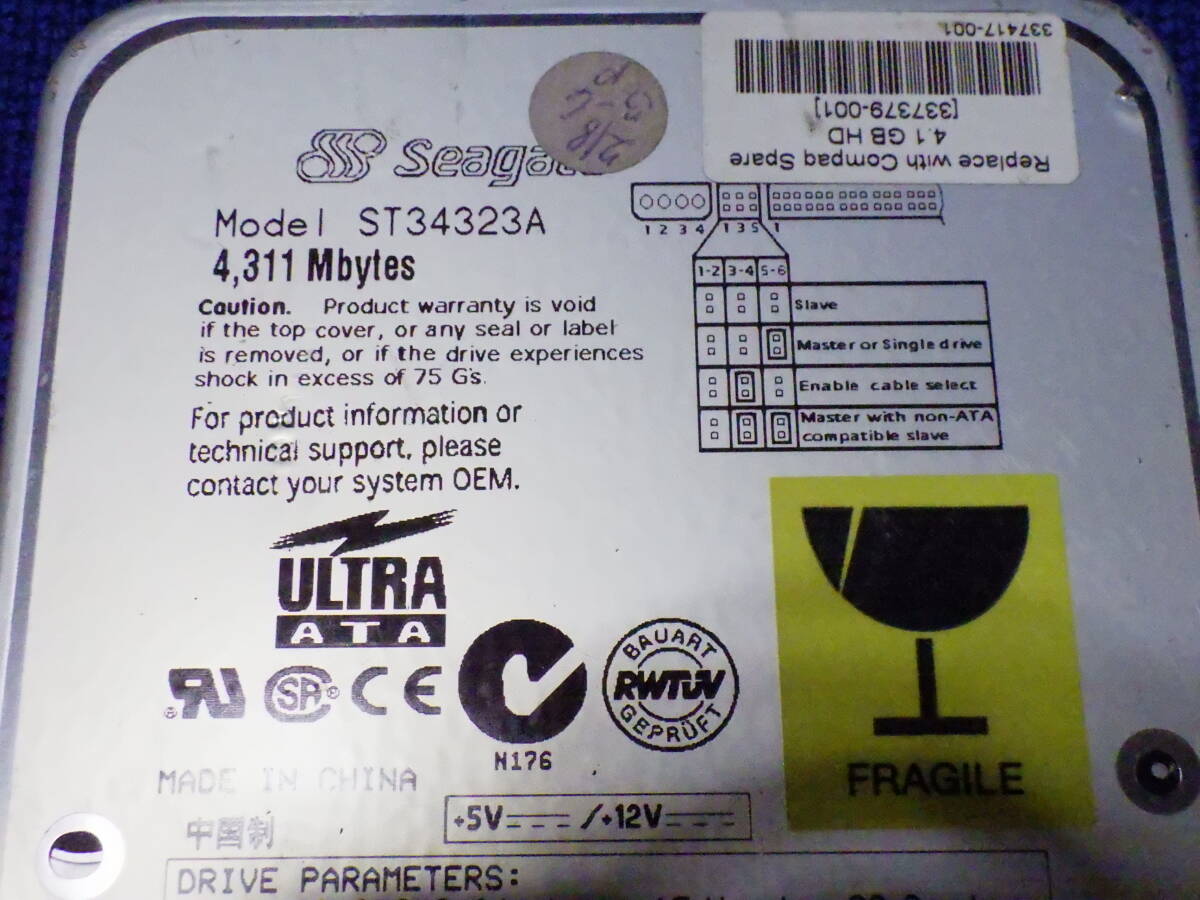 337417-001
[337379-001]
4.1 GB HD
Replace with Compaq Spare
Seaga
Model ST34323A
4,311 Mbytes
Caution. Product warranty is void
if the top cover, or any seal or label
is removed, or if the drive experiences
shock in excess of 75 G's.
For product information or
technical support, please
contact your system OEM.
1 2 3 4 1 3 5 1
1-2 3-4 5-6
Slave
Master or Single drive
Enable cable select
Master with non-ATA
compatible slave
ULTRA
ATA
SA ® CE
BAUART
RWTÜV
GEPRÜFT
N176
FRAGILE
MADE IN CHINA
中国制
+5V /+12V
DRIVE PARAMETERS: